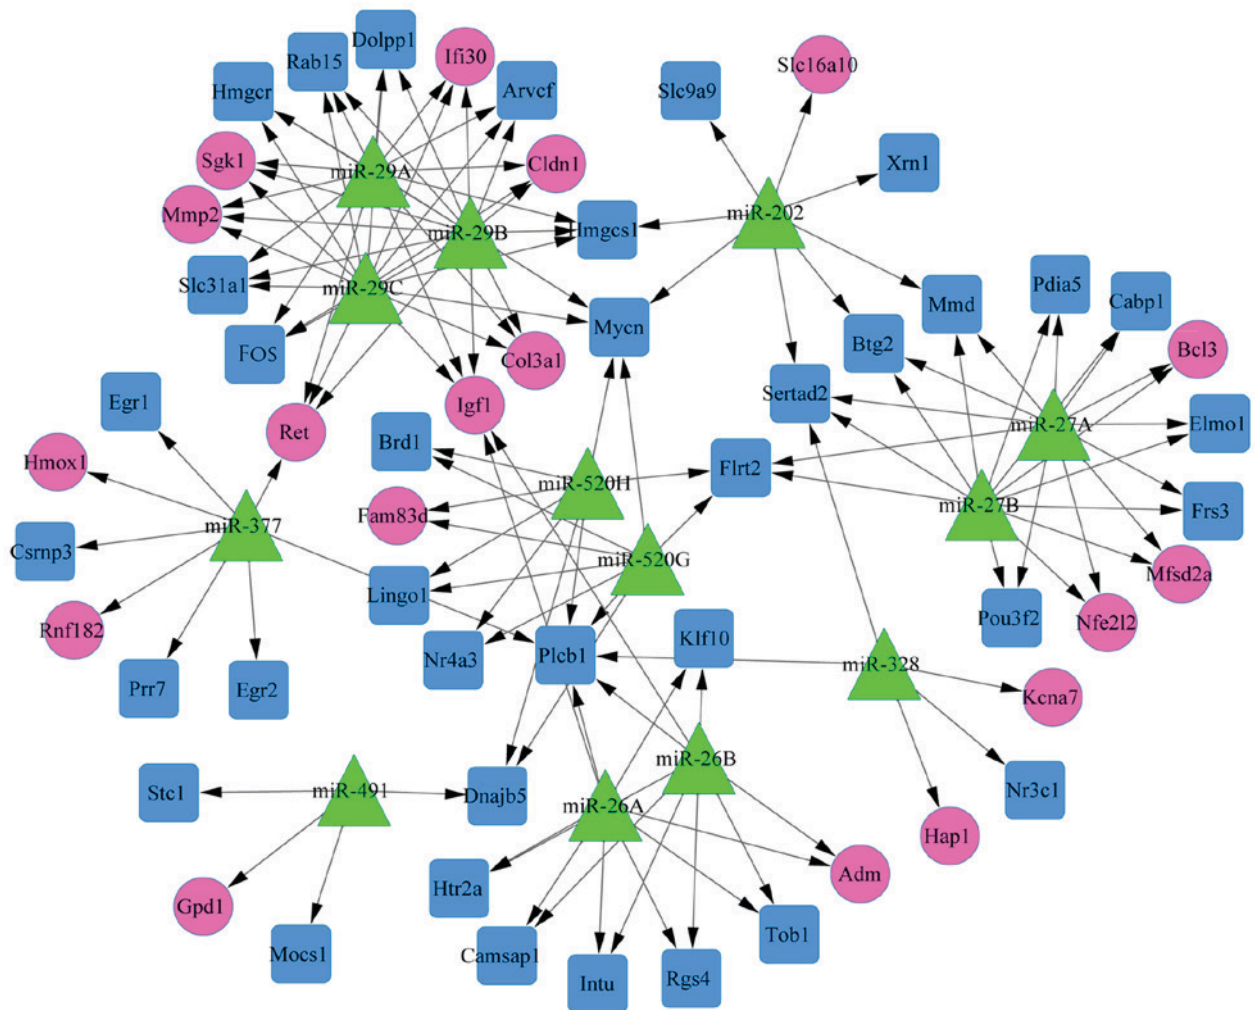 Dolpp1
Ifi30
Rab15
Slc16a10
Hmgcr
Arvcf
Slc9a9
Sgk1
miR-29A
Cldn1
Xrn1
Mmp2
miR-29B
Hmgcs1
miR-202
Slc31a1
miR-29C
Pdia5
Cabp1
Mmd
Mycn
Btg2
FOS
Col3a1
Bcl3
Sertad2
Egr1
Igf1
Ret
Brd1
miR-27A
Elmo1
Hmox1
Flrt2
miR-520H
miR-27B
Fam83d
Frs3
miR-377
Csrnp3
miR-520G
Mfsd2a
Lingo1
Pou3f2
Nfe2l2
Rnf182
Klf10
Nr4a3
Plcb1
miR-328
Prr7
Egr2
Kcna7
miR-26B
Stc1
miR-491
Dnajb5
miR-26A
Nr3c1
Hap1
Adm
Htr2a
Gpd1
Tob1
Mocs1
Camsap1
Intu
Rgs4